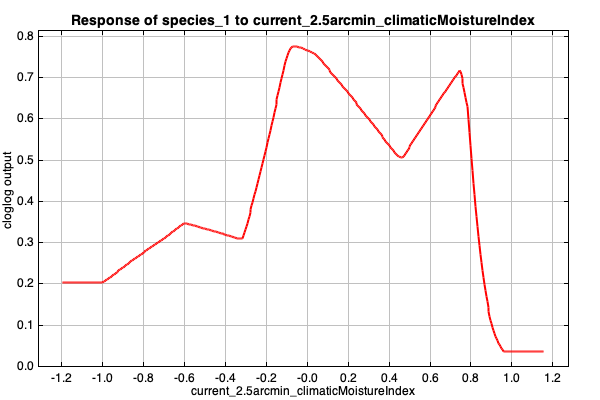 Response of species_1 to current_2.5arcmin_climaticMoistureIndex
0.8
0.7
0.6
0.5
0.4
0.3
0.2
0.1
0.0
cloglog output
-1.2 -1.0 -0.8 -0.6 -0.4 -0.2 -0.0 0.2 0.4 0.6 0.8 1.0 1.2
current_2.5arcmin_climaticMoistureIndex